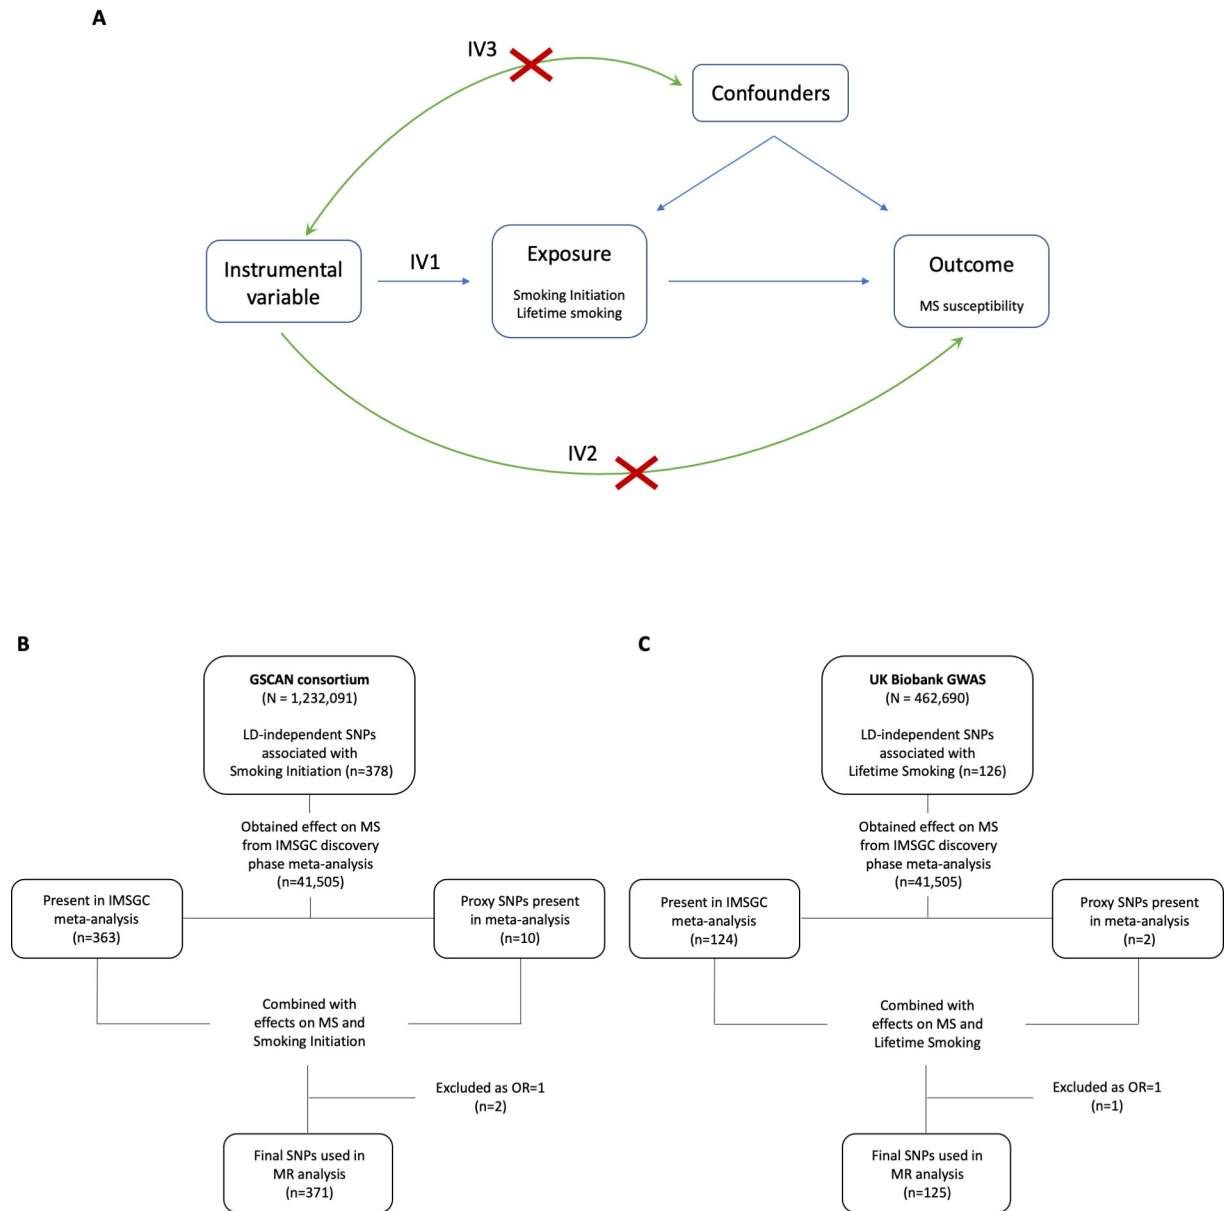 A
IV3
Confounders
Instrumental
variable
IV1
Exposure
Smoking Initiation
Lifetime smoking
Outcome
MS susceptibility
IV2
B
GSCAN consortium
(N = 1,232,091)
LD-independent SNPs
associated with
Smoking Initiation (n=378)
Obtained effect on MS
from IMSGC discovery
phase meta-analysis
(n=41,505)
Present in IMSGC
meta-analysis
(n=363)
Proxy SNPs present
in meta-analysis
(n=10)
Combined with
effects on MS and
Smoking Initiation
Excluded as OR=1
(n=2)
Final SNPs used in
MR analysis
(n=371)
C
UK Biobank GWAS
(N = 462,690)
LD-independent SNPs
associated with
Lifetime Smoking (n=126)
Obtained effect on MS
from IMSGC discovery
phase meta-analysis
(n=41,505)
Present in IMSGC
meta-analysis
(n=124)
Proxy SNPs present
in meta-analysis
(n=2)
Combined with
effects on MS and
Lifetime Smoking
Excluded as OR=1
(n=1)
Final SNPs used in
MR analysis
(n=125)